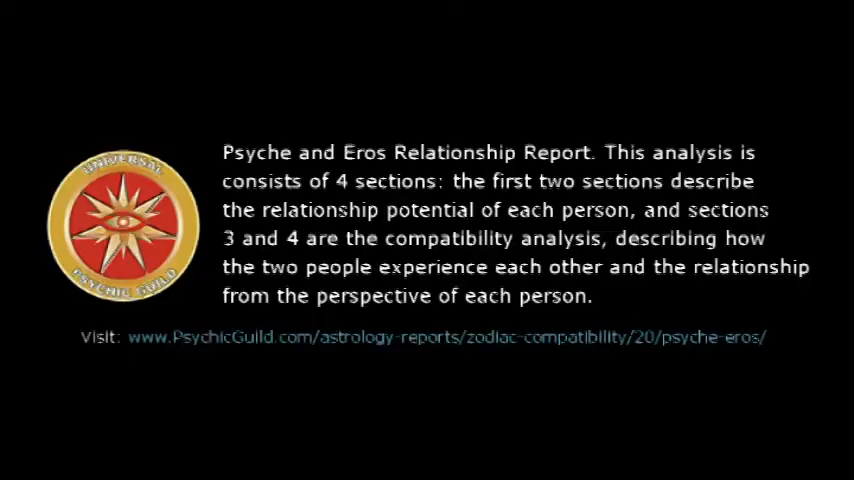 UNIVERSAL
PSYCHIC GUILD
Psyche and Eros Relationship Report. This analysis is
consists of 4 sections: the first two sections describe
the relationship potential of each person, and sections
3 and 4 are the compatibility analysis, describing how
the two people experience each other and the relationship
from the perspective of each person.
Visit: www.PsychicGuild.com/astrology-reports/zodiac-compatibility/20/psyche-eros/